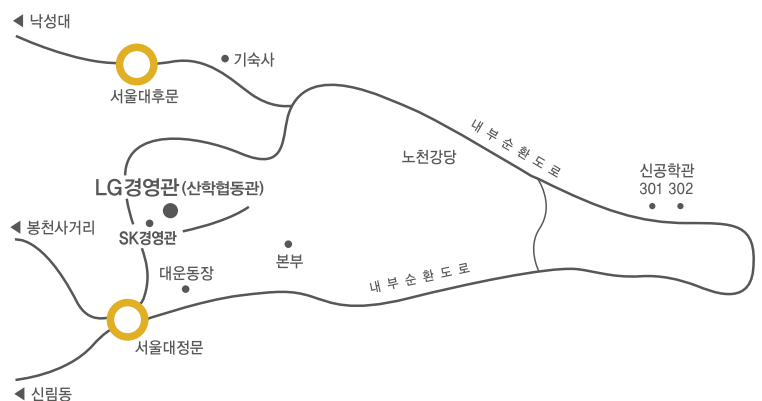 ◀ 낙성대
기숙사
서울대후문
내부순환도로
노천강당
신공학관
301 302
LG경영관(산학협동관)
SK경영관
◀ 봉천사거리
본부
대운동장
내부순환도로
서울대정문
◀ 신림동